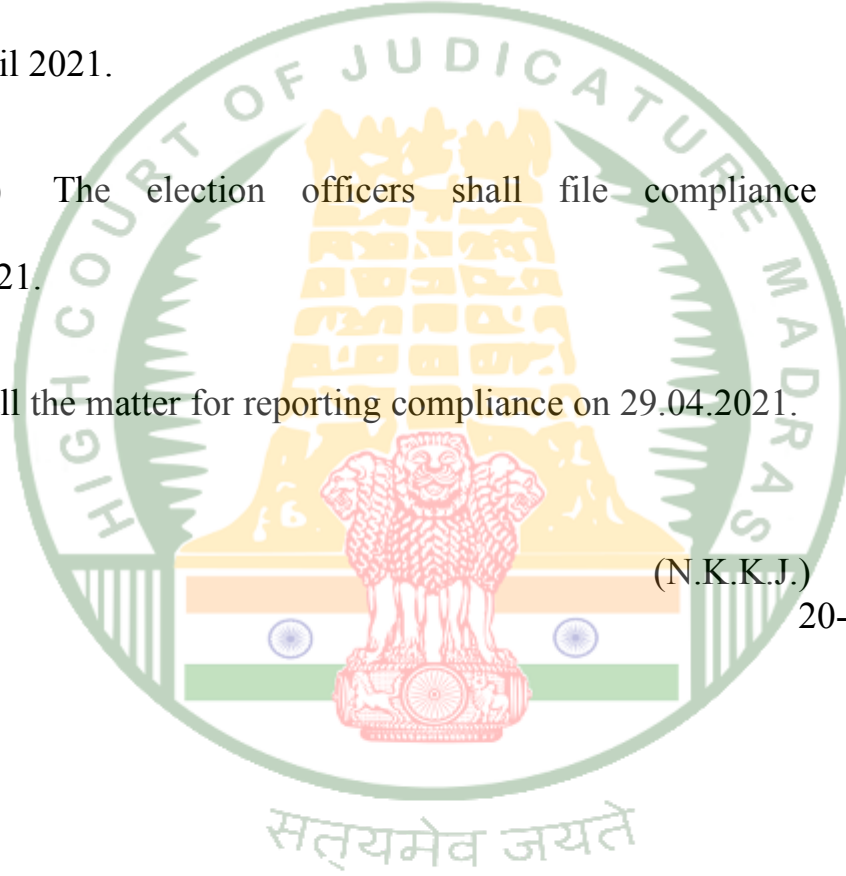 il 2021.
) The election officers shall file compliance
21.
ll the matter for reporting compliance on 29.04.2021.
(N.K.K.J.)
20-
HIGH COURT OF JUDICATURE MADRAS
सत्यमेव जयते